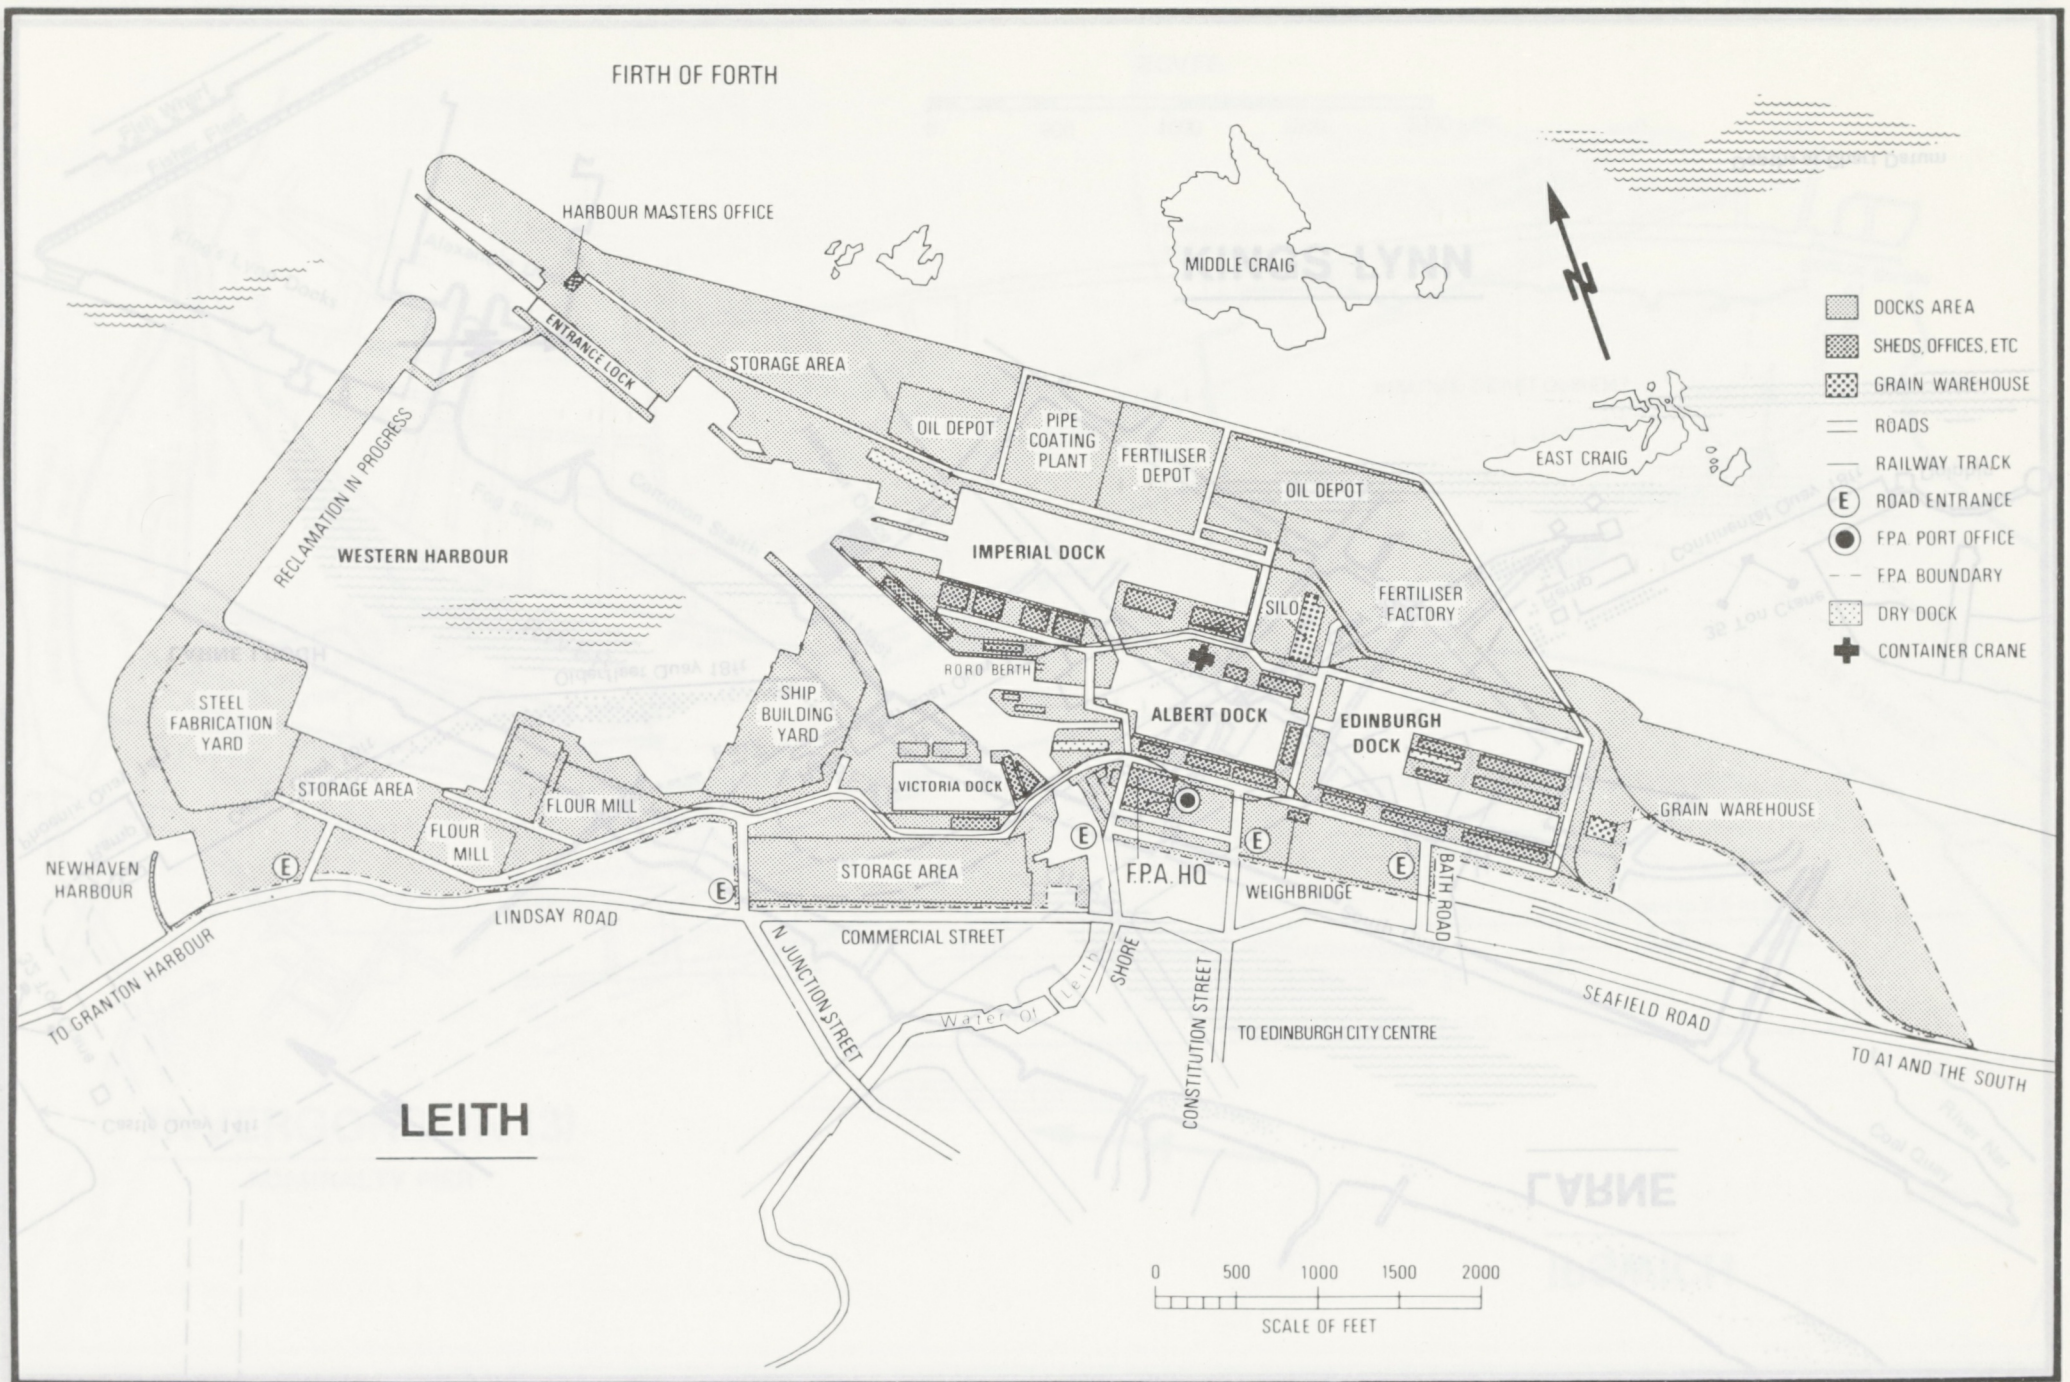 FIRTH OF FORTH
HARBOUR MASTERS OFFICE
MIDDLE CRAIG
EAST CRAIG
N
DOCKS AREA
SHEDS, OFFICES, ETC
GRAIN WAREHOUSE
ROADS
RAILWAY TRACK
E ROAD ENTRANCE
FPA PORT OFFICE
F.P.A BOUNDARY
DRY DOCK
CONTAINER CRANE
ENTRANCE LOCK
STORAGE AREA
OIL DEPOT
PIPE
COATING
PLANT
FERTILISER
DEPOT
OIL DEPOT
RECLAMATION IN PROGRESS
WESTERN HARBOUR
IMPERIAL DOCK
SILO
FERTILISER
FACTORY
RORO BERTH
STEEL
FABRICATION
YARD
SHIP
BUILDING
YARD
ALBERT DOCK
EDINBURGH
DOCK
STORAGE AREA
FLOUR MILL
VICTORIA DOCK
GRAIN WAREHOUSE
FLOUR
MILL
NEWHAVEN
HARBOUR
E
E
STORAGE AREA
E
E
E
F.P.A. HQ
WEIGHBRIDGE
BATH ROAD
LINDSAY ROAD
COMMERCIAL STREET
N JUNCTION STREET
SHORE
Water Of Leith
CONSTITUTION STREET
TO GRANTON HARBOUR
TO EDINBURGH CITY CENTRE
SEAFIELD ROAD
TO A1 AND THE SOUTH
LEITH
0 500 1000 1500 2000
SCALE OF FEET
KINGS LYNN
LARNE